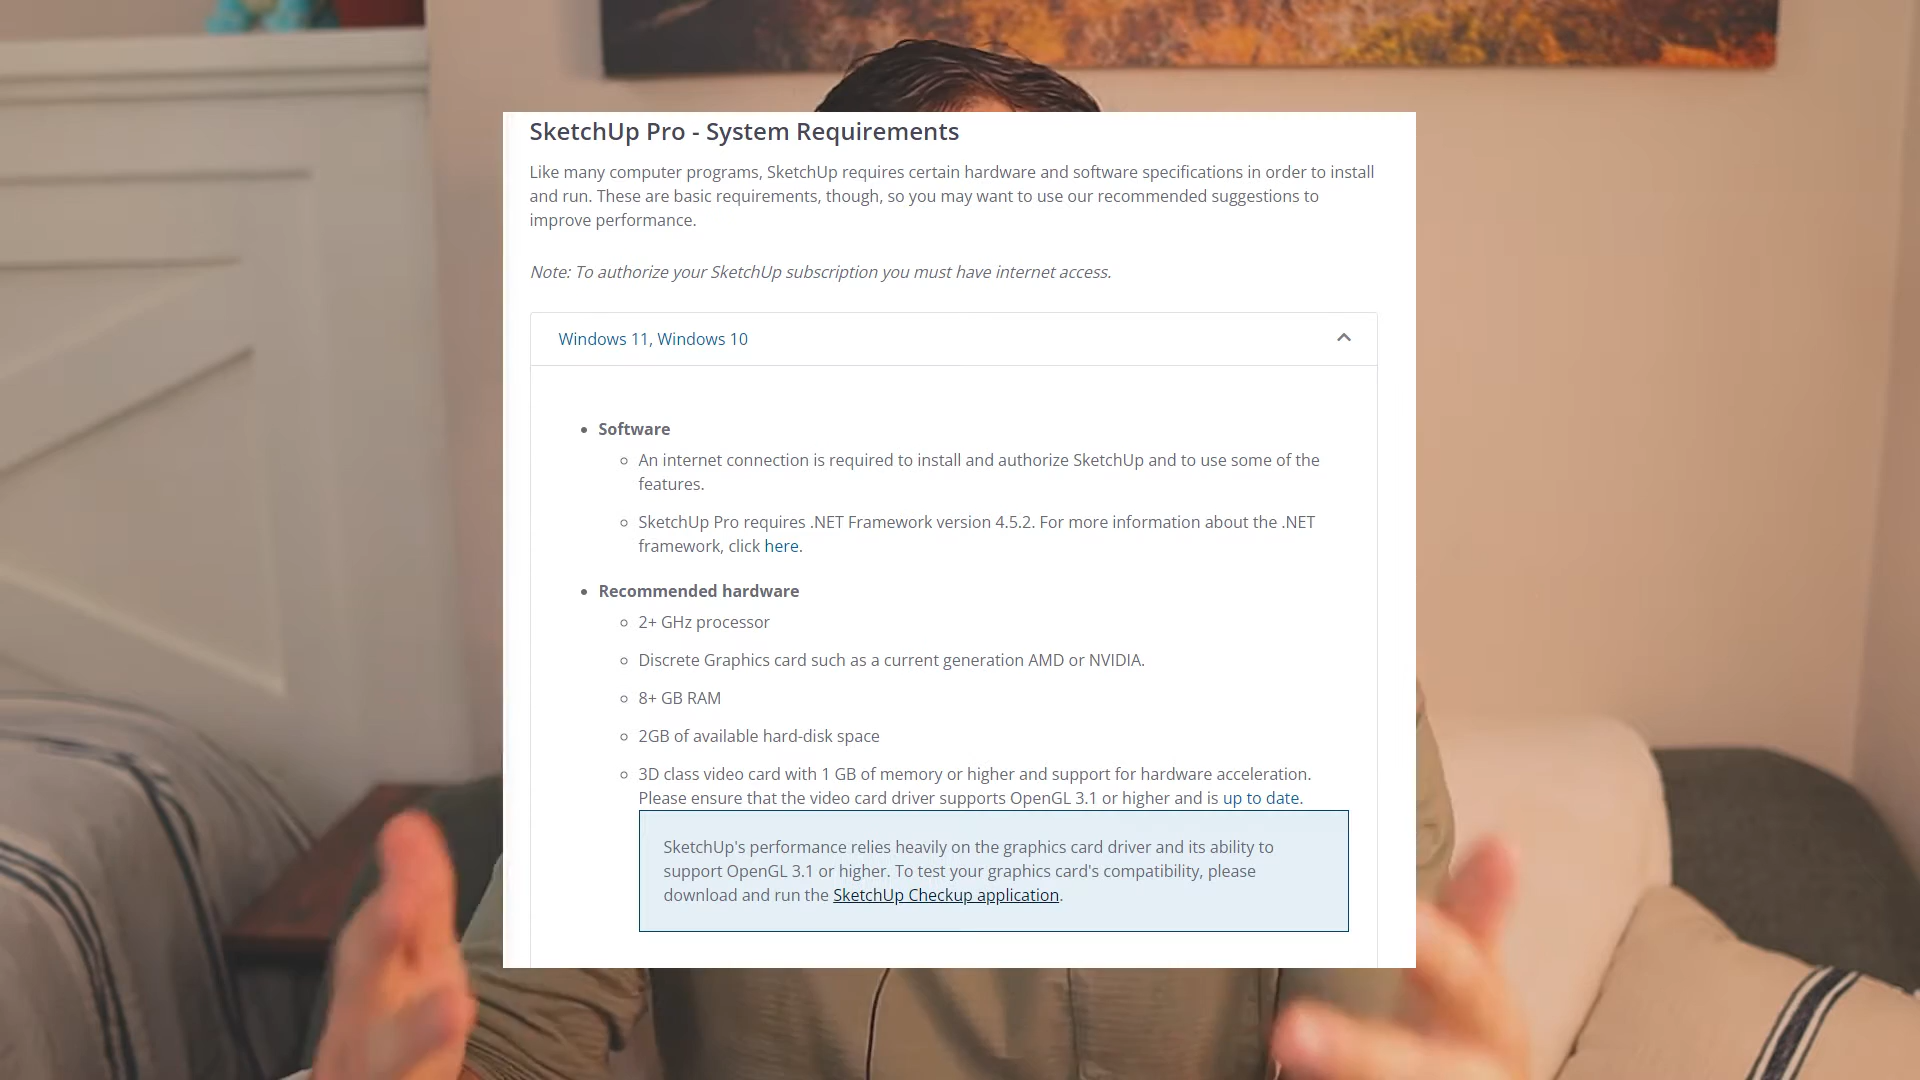 SketchUp Pro - System Requirements
Like many computer programs, SketchUp requires certain hardware and software specifications in order to install
and run. These are basic requirements, though, so you may want to use our recommended suggestions to
improve performance.
Note: To authorize your SketchUp subscription you must have internet access.
Windows 11, Windows 10
Software
An internet connection is required to install and authorize SketchUp and to use some of the
features.
SketchUp Pro requires .NET Framework version 4.5.2. For more information about the .NET
framework, click here.
Recommended hardware
2+ GHz processor
Discrete Graphics card such as a current generation AMD or NVIDIA.
8+ GB RAM
2GB of available hard-disk space
3D class video card with 1 GB of memory or higher and support for hardware acceleration.
Please ensure that the video card driver supports OpenGL 3.1 or higher and is up to date.
SketchUp's performance relies heavily on the graphics card driver and its ability to
support OpenGL 3.1 or higher. To test your graphics card's compatibility, please
download and run the SketchUp Checkup application.